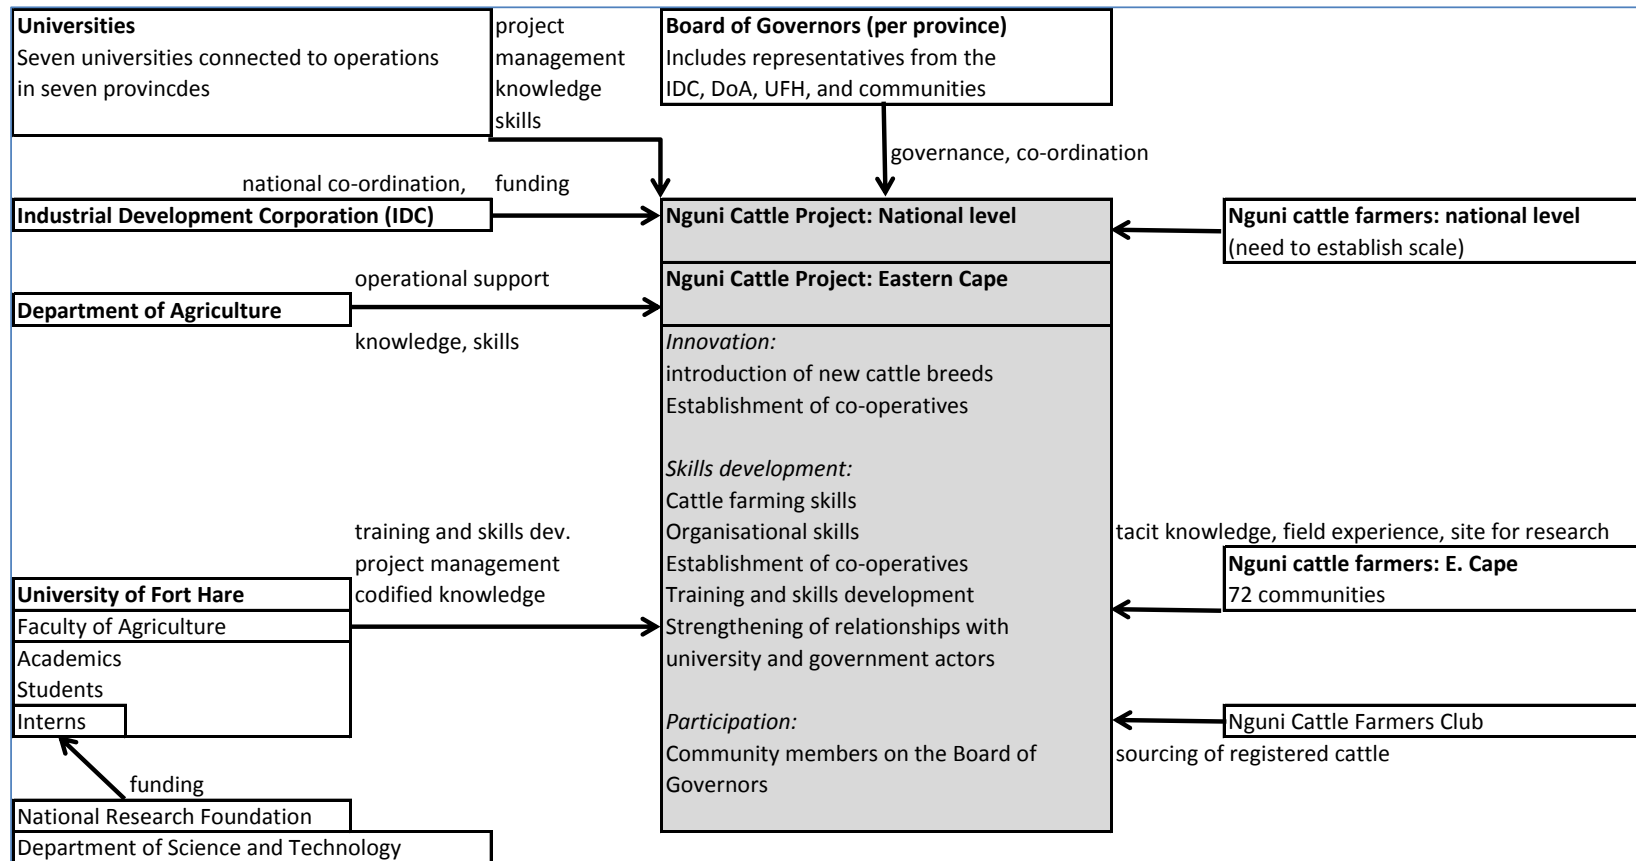 Universities
Seven universities connected to operations
in seven provincdes
project
management
knowledge
skills
Board of Governors (per province)
Includes representatives from the
IDC, DoA, UFH, and communities
governance, co-ordination
national co-ordination,
funding
Industrial Development Corporation (IDC)
Nguni Cattle Project: National level
Nguni cattle farmers: national level
(need to establish scale)
operational support
Department of Agriculture
knowledge, skills
Nguni Cattle Project: Eastern Cape
Innovation:
introduction of new cattle breeds
Establishment of co-operatives
Skills development:
Cattle farming skills
Organisational skills
Establishment of co-operatives
Training and skills development
Strengthening of relationships with
university and government actors
Participation:
Community members on the Board of
Governors
training and skills dev.
project management
codified knowledge
University of Fort Hare
Faculty of Agriculture
Academics
Students
Interns
funding
National Research Foundation
Department of Science and Technology
tacit knowledge, field experience, site for research
Nguni cattle farmers: E. Cape
72 communities
Nguni Cattle Farmers Club
sourcing of registered cattle